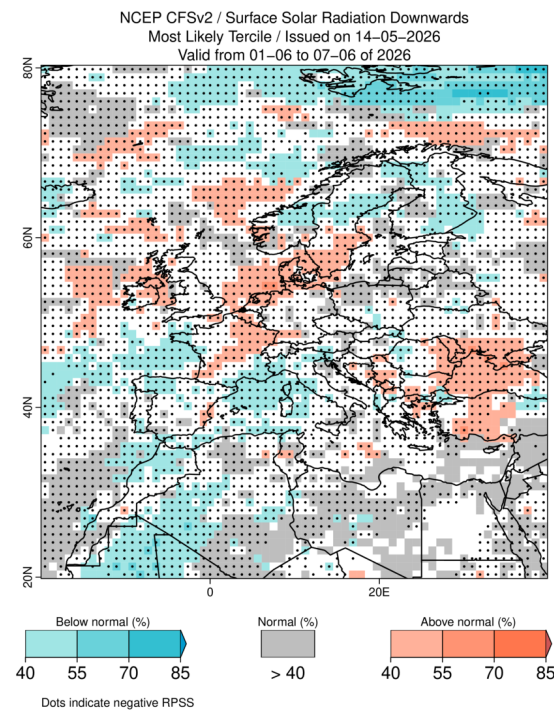 NCEP CFSv2 / Surface Solar Radiation Downwards
Most Likely Tercile / Issued on 14−05−2026
Valid from 01−06 to 07−06 of 2026
80N
60N
40N
20N
0 20E
Below normal (%) Normal (%) Above normal (%)
40 55 70 85 > 40 40 55 70 85
Dots indicate negative RPSS